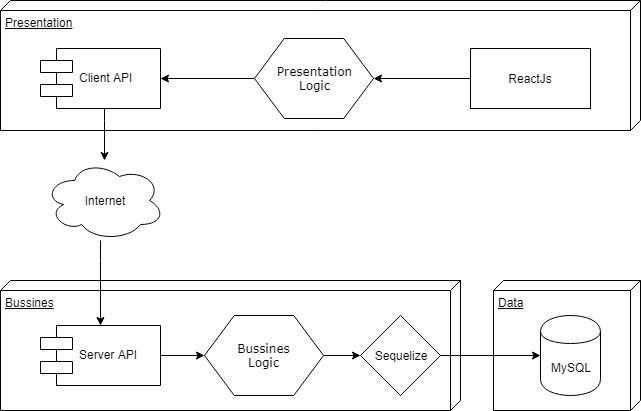 Presentation
Client API
Presentation
Logic
ReactJs
Internet
Bussines
Server API
Bussines
Logic
Sequelize
Data
MySQL